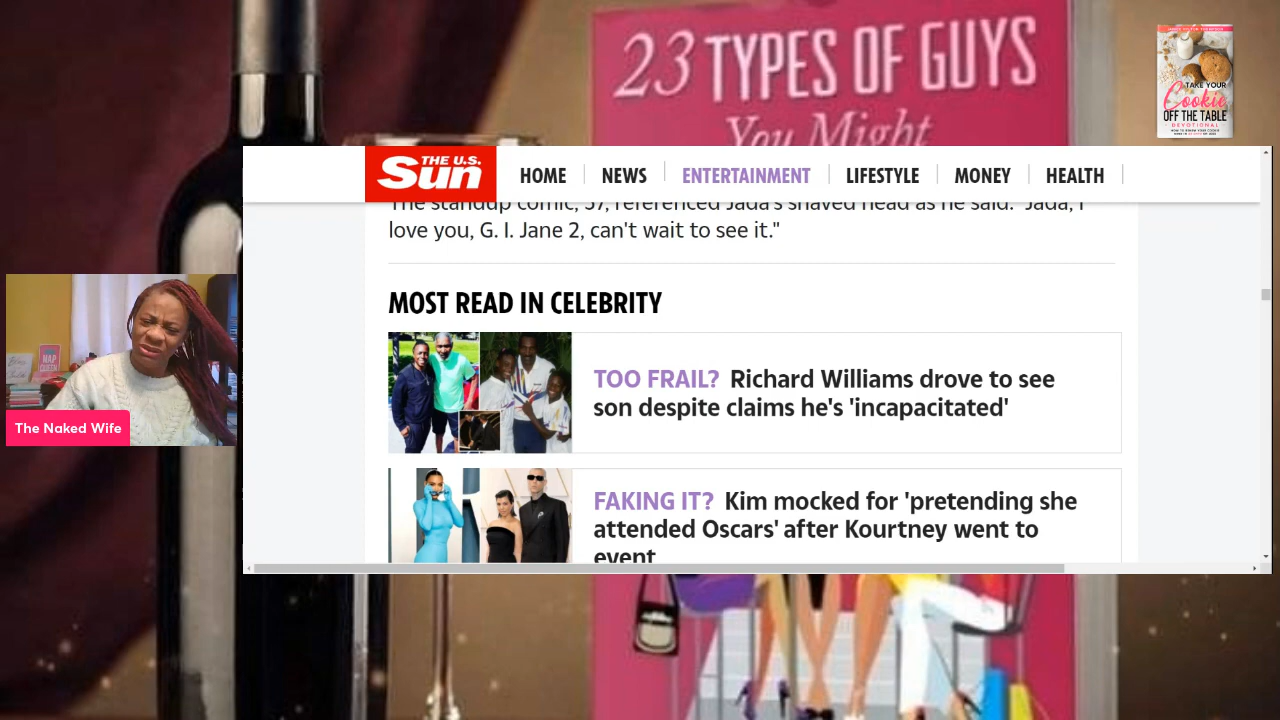 23 TYPES OF GUYS
You Might
TAKE YOUR
Cookie
OFF THE TABLE
DEVOTIONAL
THE U.S.
Sun
HOME
NEWS
ENTERTAINMENT
LIFESTYLE
MONEY
HEALTH
The standup comic, 57, referenced Jada's shaved head as he said: "Jada, I
love you, G. I. Jane 2, can't wait to see it."
MOST READ IN CELEBRITY
TOO FRAIL? Richard Williams drove to see
son despite claims he's 'incapacitated'
FAKING IT? Kim mocked for 'pretending she
attended Oscars' after Kourtney went to
event
NAP
QUEEN
The Naked Wife